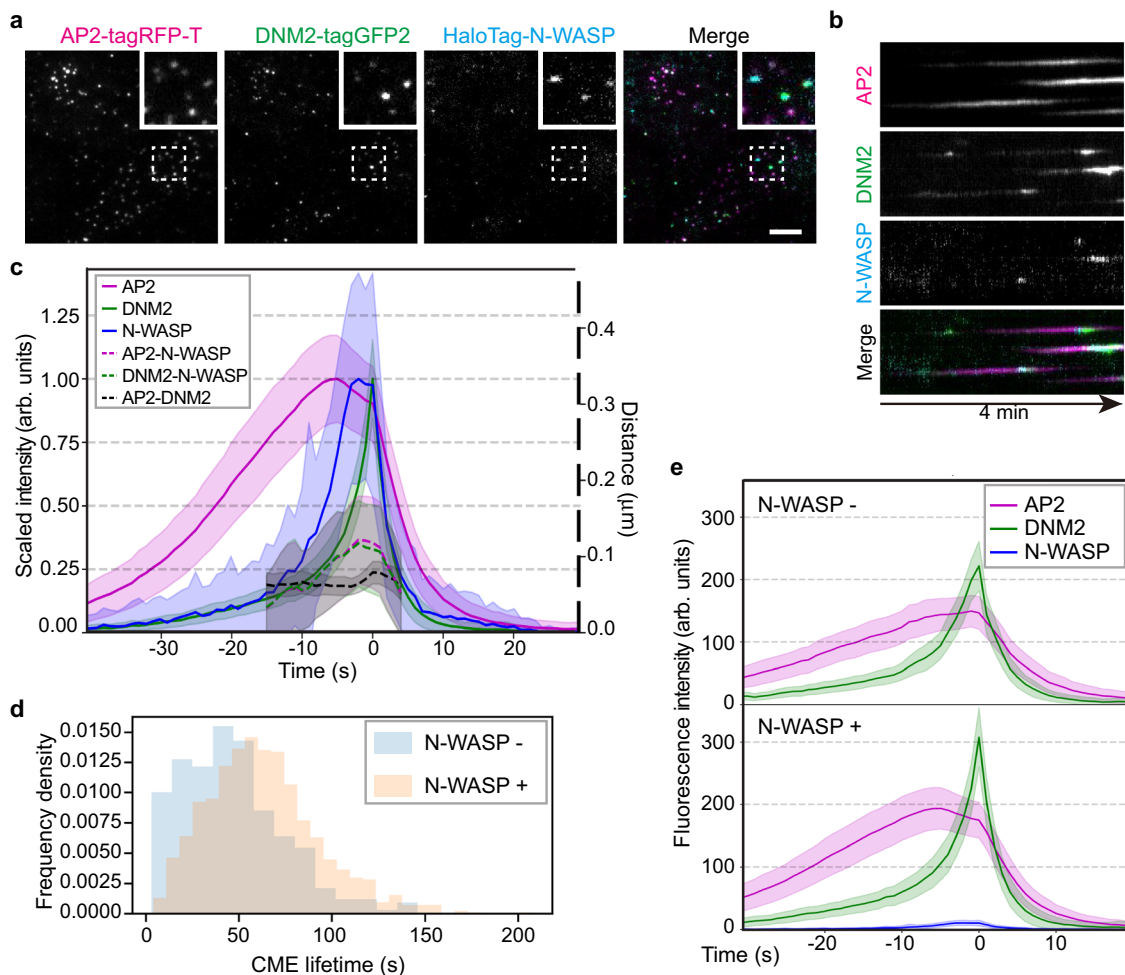 a
AP2-tagRFP-T
DNM2-tagGFP2
HaloTag-N-WASP
Merge
b
AP2
DNM2
N-WASP
Merge
4 min
c
AP2
DNM2
N-WASP
AP2-N-WASP
DNM2-N-WASP
AP2-DNM2
Scaled intensity (arb. units)
1.25
1.00
0.75
0.50
0.25
0.00
0.4
0.3
0.2
0.1
0.0
Distance (μm)
-30 -20 -10 0 10 20
Time (s)
d
N-WASP -
N-WASP +
Frequency density
0.0150
0.0125
0.0100
0.0075
0.0050
0.0025
0.0000
0 50 100 150 200
CME lifetime (s)
e
N-WASP -
AP2
DNM2
N-WASP
300
200
100
0
Fluorescence intensity (arb. units)
N-WASP +
300
200
100
0
Time (s) -20 -10 0 10